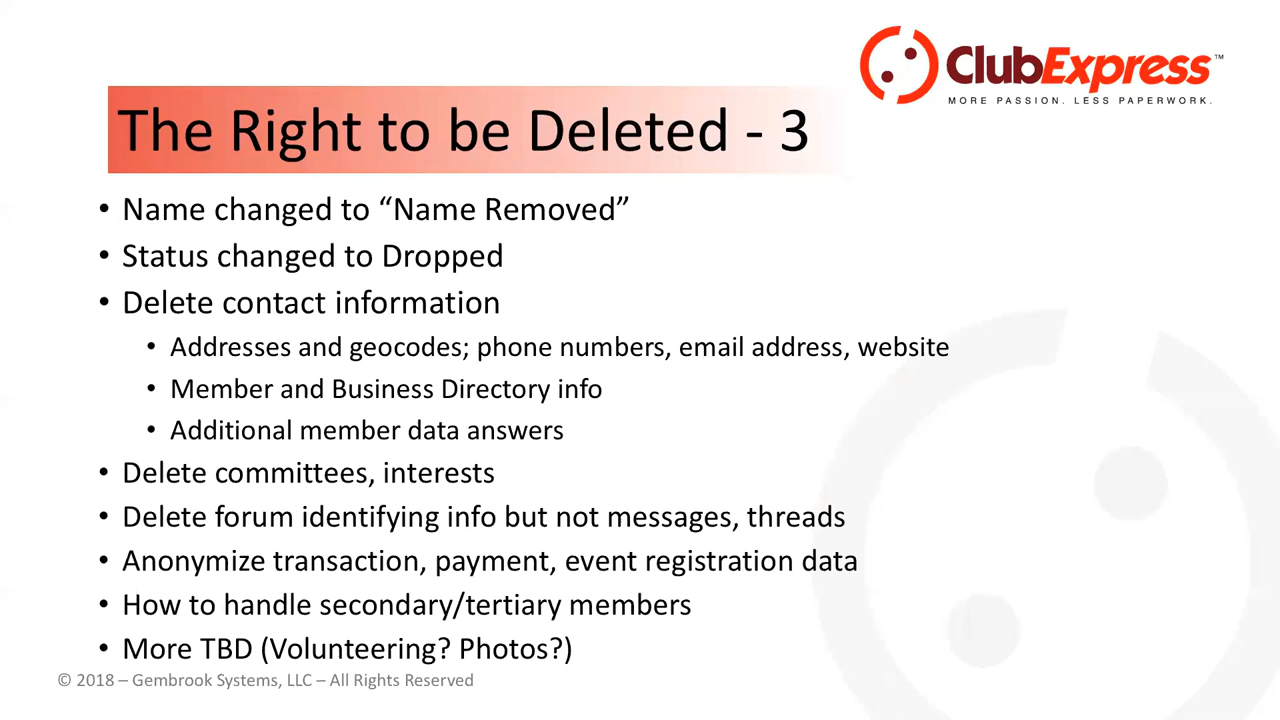 ClubExpress™
MORE PASSION. LESS PAPERWORK.
The Right to be Deleted - 3
• Name changed to “Name Removed”
• Status changed to Dropped
• Delete contact information
• Addresses and geocodes; phone numbers, email address, website
• Member and Business Directory info
• Additional member data answers
• Delete committees, interests
• Delete forum identifying info but not messages, threads
• Anonymize transaction, payment, event registration data
• How to handle secondary/tertiary members
• More TBD (Volunteering? Photos?)
© 2018 – Gembrook Systems, LLC – All Rights Reserved